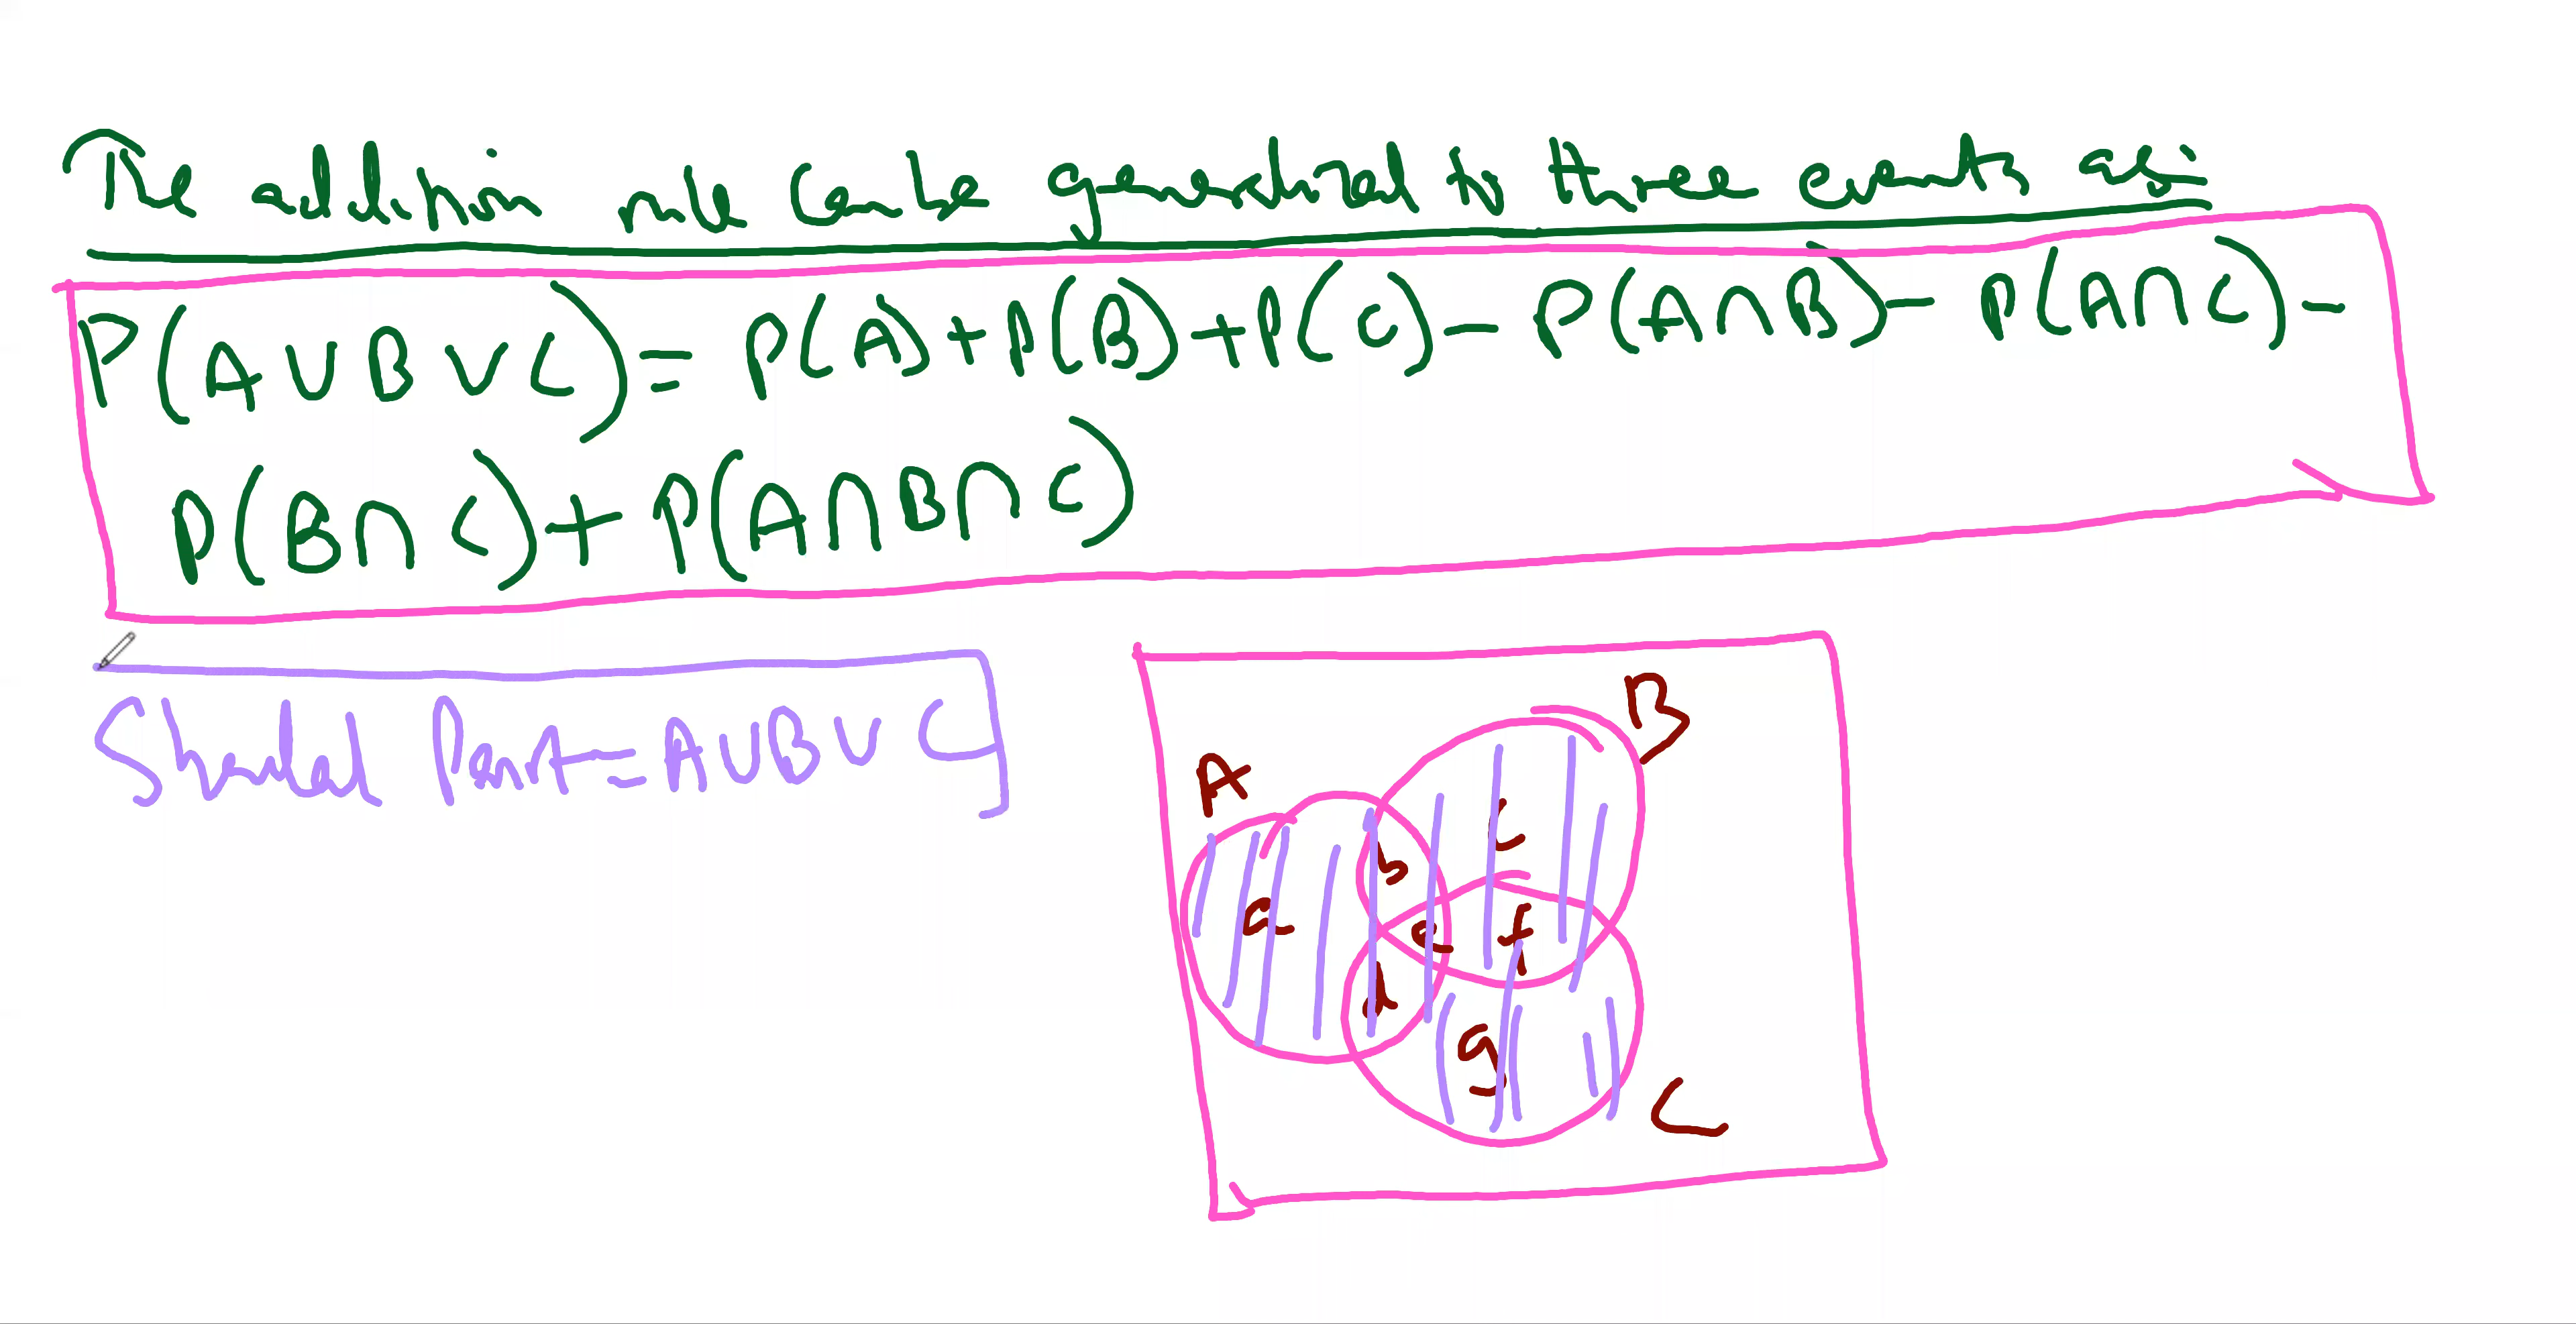 The addition rule can be generalized to three events as:-
P(A∪B∪C)= P(A)+P(B)+P(C)- P(A∩B)- P(A∩C)-
P(B∩C)+P(A∩B∩C)
Shaded Part=A∪B∪C
B
A
c
b
a
e f
d
g
C